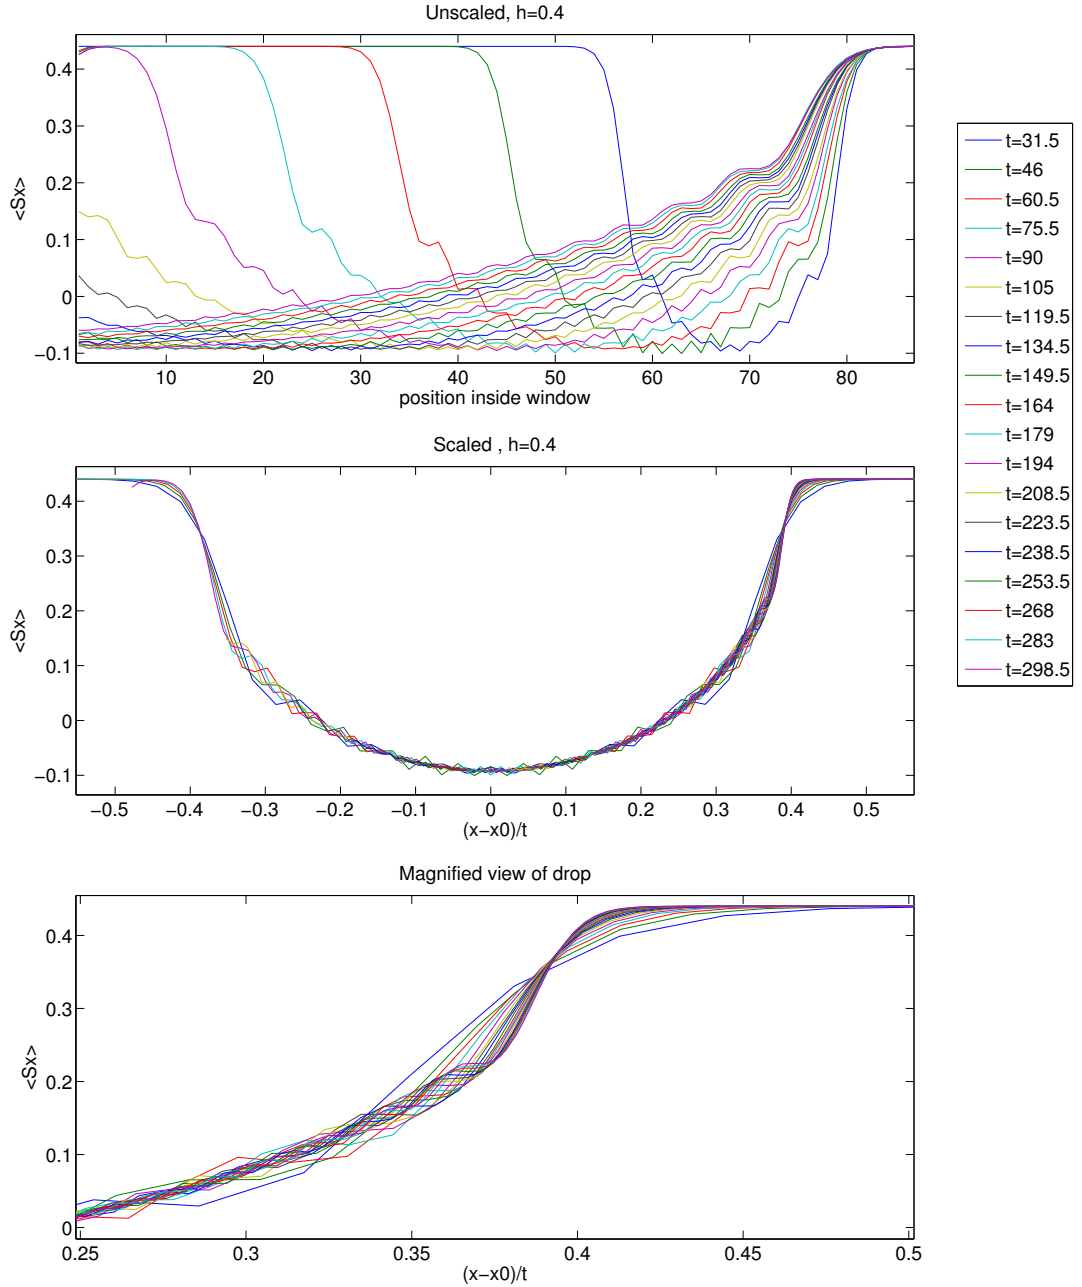 Unscaled, h=0.4
<Sx>
0.4
0.3
0.2
0.1
0
−0.1
10 20 30 40 50 60 70 80
position inside window
t=31.5
t=46
t=60.5
t=75.5
t=90
t=105
t=119.5
t=134.5
t=149.5
t=164
t=179
t=194
t=208.5
t=223.5
t=238.5
t=253.5
t=268
t=283
t=298.5
Scaled , h=0.4
<Sx>
0.4
0.3
0.2
0.1
0
−0.1
−0.5 −0.4 −0.3 −0.2 −0.1 0 0.1 0.2 0.3 0.4 0.5
(x−x0)/t
Magnified view of drop
<Sx>
0.4
0.3
0.2
0.1
0
0.25 0.3 0.35 0.4 0.45 0.5
(x−x0)/t